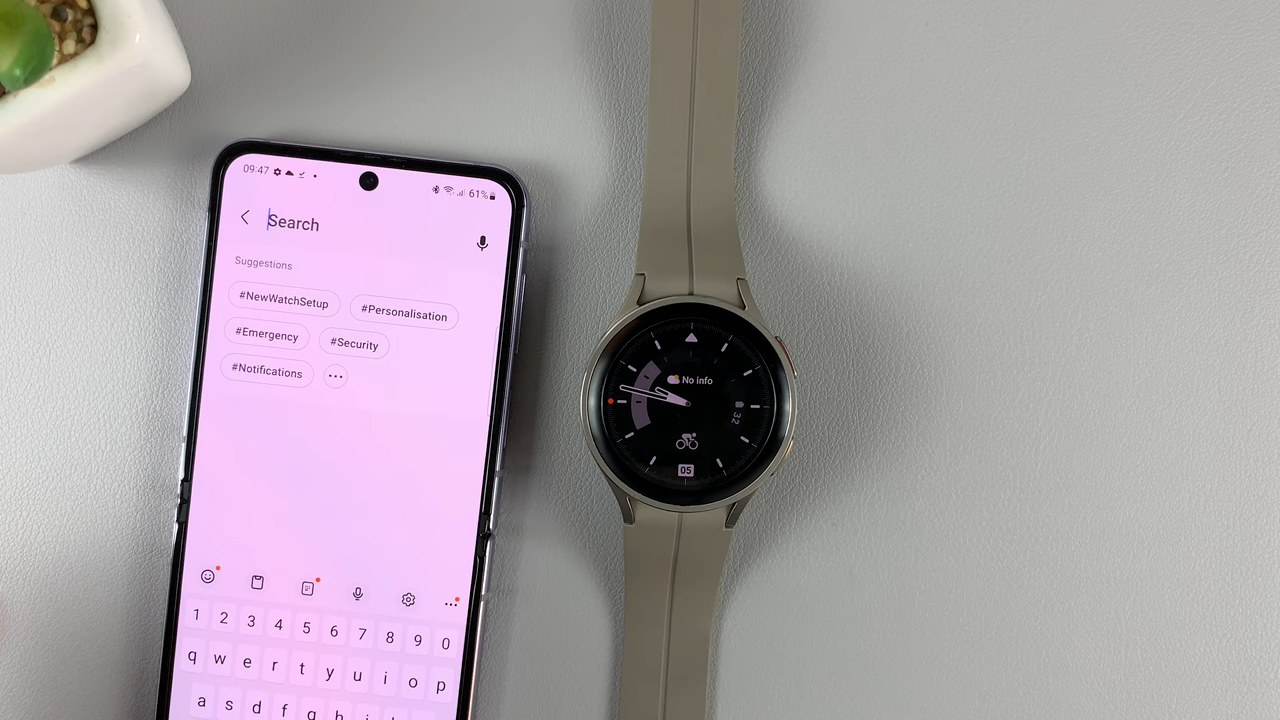 09:47
61%
Search
Suggestions
#NewWatchSetup
#Personalisation
#Emergency
#Security
#Notifications
1 2 3 4 5 6 7 8 9 0
q w e r t y u i o p
a s d f g h
No info
32
05